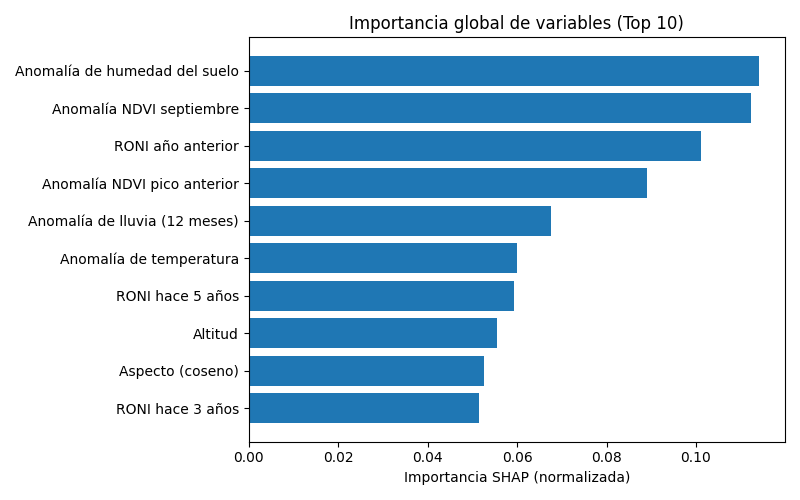 Importancia global de variables (Top 10)
Anomalía de humedad del suelo
Anomalía NDVI septiembre
RONI año anterior
Anomalía NDVI pico anterior
Anomalía de lluvia (12 meses)
Anomalía de temperatura
RONI hace 5 años
Altitud
Aspecto (coseno)
RONI hace 3 años
0.00 0.02 0.04 0.06 0.08 0.10
Importancia SHAP (normalizada)